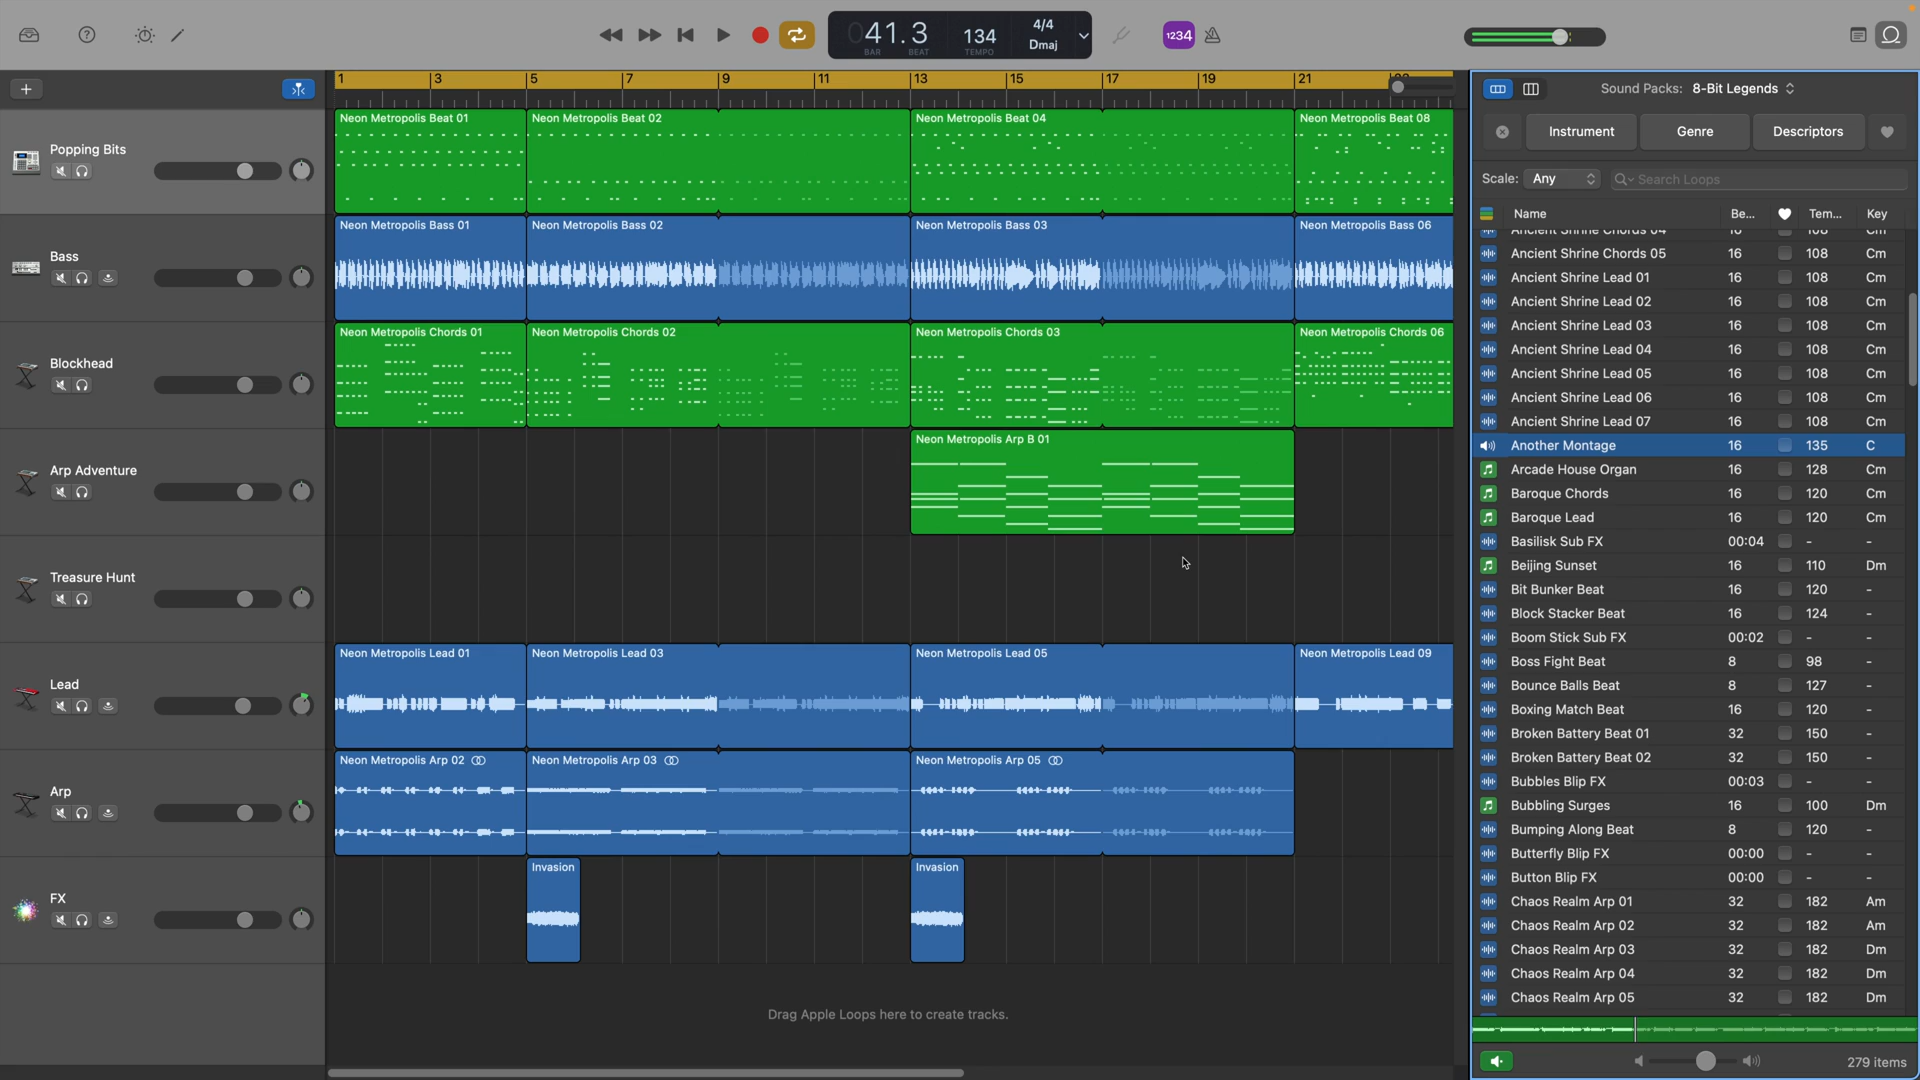 041.3
BAR
BEAT
134
TEMPO
4/4
Dmaj
1234
1
3
5
7
9
11
13
15
17
19
21
Sound Packs: 8-Bit Legends
Instrument
Genre
Descriptors
Scale: Any
Search Loops
Name Be... Tem... Key
Popping Bits
Neon Metropolis Beat 01
Neon Metropolis Beat 02
Neon Metropolis Beat 04
Neon Metropolis Beat 08
Bass
Neon Metropolis Bass 01
Neon Metropolis Bass 02
Neon Metropolis Bass 03
Neon Metropolis Bass 06
Blockhead
Neon Metropolis Chords 01
Neon Metropolis Chords 02
Neon Metropolis Chords 03
Neon Metropolis Chords 06
Arp Adventure
Neon Metropolis Arp B 01
Treasure Hunt
Lead
Neon Metropolis Lead 01
Neon Metropolis Lead 03
Neon Metropolis Lead 05
Neon Metropolis Lead 09
Arp
Neon Metropolis Arp 02
Neon Metropolis Arp 03
Neon Metropolis Arp 05
FX
Invasion
Invasion
Drag Apple Loops here to create tracks.
Ancient Shrine Chords 04 16 108 Cm
Ancient Shrine Chords 05 16 108 Cm
Ancient Shrine Lead 01 16 108 Cm
Ancient Shrine Lead 02 16 108 Cm
Ancient Shrine Lead 03 16 108 Cm
Ancient Shrine Lead 04 16 108 Cm
Ancient Shrine Lead 05 16 108 Cm
Ancient Shrine Lead 06 16 108 Cm
Ancient Shrine Lead 07 16 108 Cm
Another Montage 16 135 C
Arcade House Organ 16 128 Cm
Baroque Chords 16 120 Cm
Baroque Lead 16 120 Cm
Basilisk Sub FX 00:04 - -
Beijing Sunset 16 110 Dm
Bit Bunker Beat 16 120 -
Block Stacker Beat 16 124 -
Boom Stick Sub FX 00:02 - -
Boss Fight Beat 8 98 -
Bounce Balls Beat 8 127 -
Boxing Match Beat 16 120 -
Broken Battery Beat 01 32 150 -
Broken Battery Beat 02 32 150 -
Bubbles Blip FX 00:03 - -
Bubbling Surges 16 100 Dm
Bumping Along Beat 8 120 -
Butterfly Blip FX 00:00 - -
Button Blip FX 00:00 - -
Chaos Realm Arp 01 32 182 Am
Chaos Realm Arp 02 32 182 Am
Chaos Realm Arp 03 32 182 Dm
Chaos Realm Arp 04 32 182 Dm
Chaos Realm Arp 05 32 182 Dm
279 items